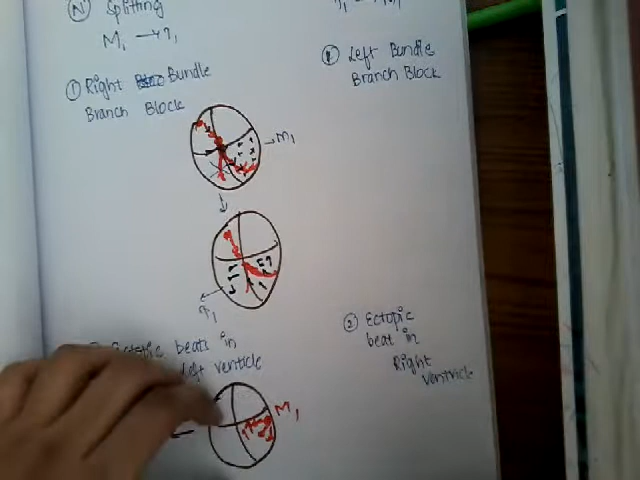 (N) Splitting
M₁ → T₁
① Right Bundle
Branch Block
② Left Bundle
Branch Block
M₁
T₁
beats in
left ventricle
② Ectopic
beat in
Right
ventricle
M₁